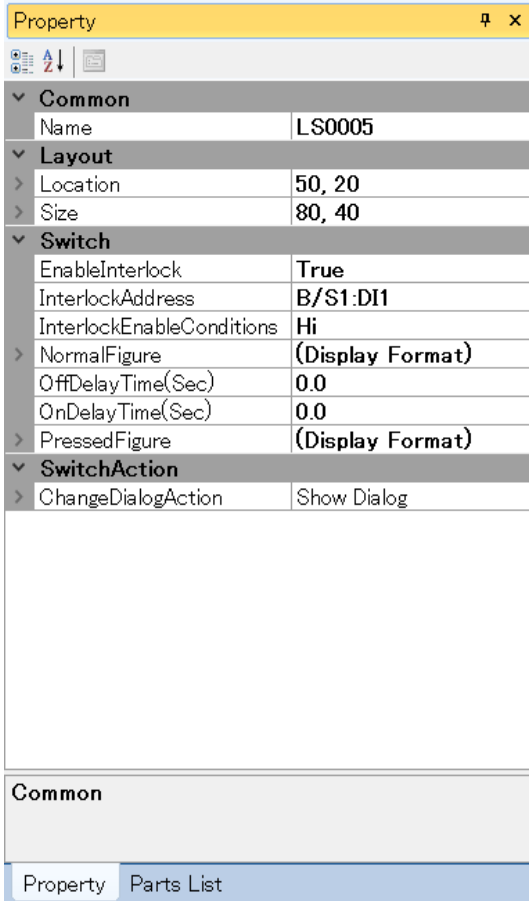 Property
Common
Name LS0005
Layout
Location 50, 20
Size 80, 40
Switch
EnableInterlock True
InterlockAddress B/S1:DI1
InterlockEnableConditions Hi
NormalFigure (Display Format)
OffDelayTime(Sec) 0.0
OnDelayTime(Sec) 0.0
PressedFigure (Display Format)
SwitchAction
ChangeDialogAction Show Dialog
Common
Property Parts List